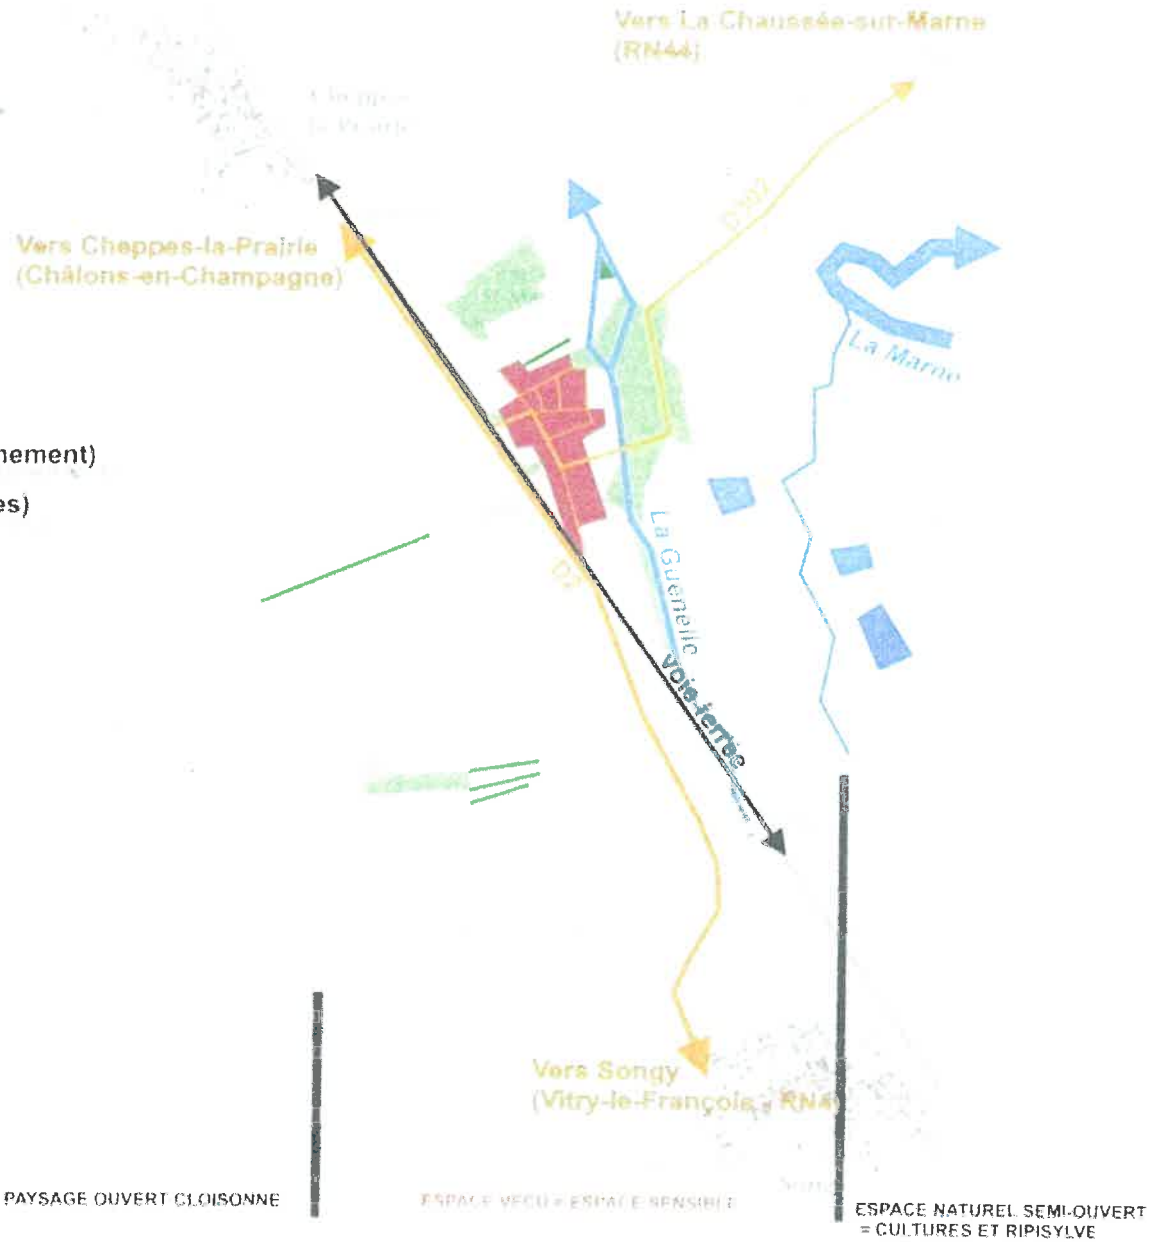 Vers La Chaussée-sur-Marne
(RN44)
la Prairie
D302
Vers Cheppes-la-Prairie
(Châlons-en-Champagne)
La Marne
nement)
es)
La Guenelle
D2
voie ferrée
Vers Songy
(Vitry-le-François - RN4)
PAYSAGE OUVERT CLOISONNE
ESPACE VECU = ESPACE SENSIBLE
ESPACE NATUREL SEMI-OUVERT
= CULTURES ET RIPISYLVE